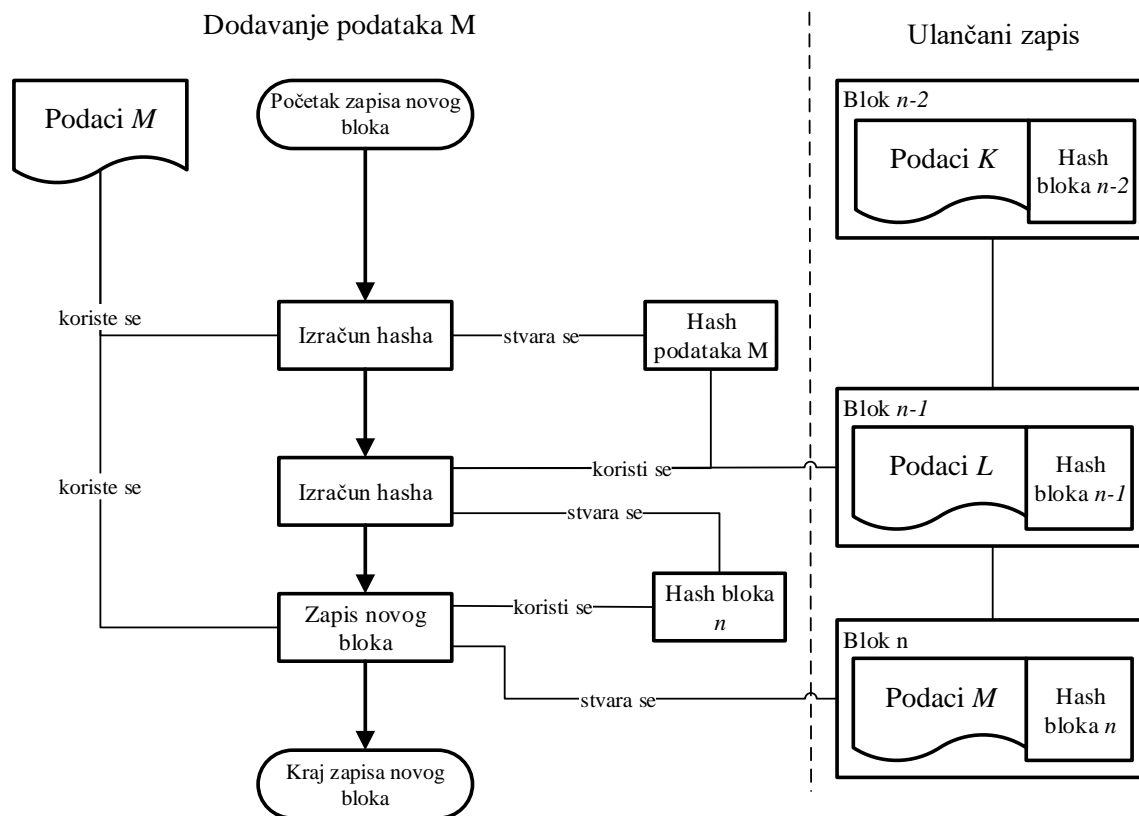 Dodavanje podataka M
Ulančani zapis
Podaci M
Početak zapisa novog
bloka
koriste se
Izračun hasha
stvara se
Hash
podataka M
koriste se
Izračun hasha
koristi se
stvara se
Zapis novog
bloka
koristi se
Hash bloka
n
stvara se
Kraj zapisa novog
bloka
Blok n-2
Podaci K
Hash
bloka n-2
Blok n-1
Podaci L
Hash
bloka n-1
Blok n
Podaci M
Hash
bloka n